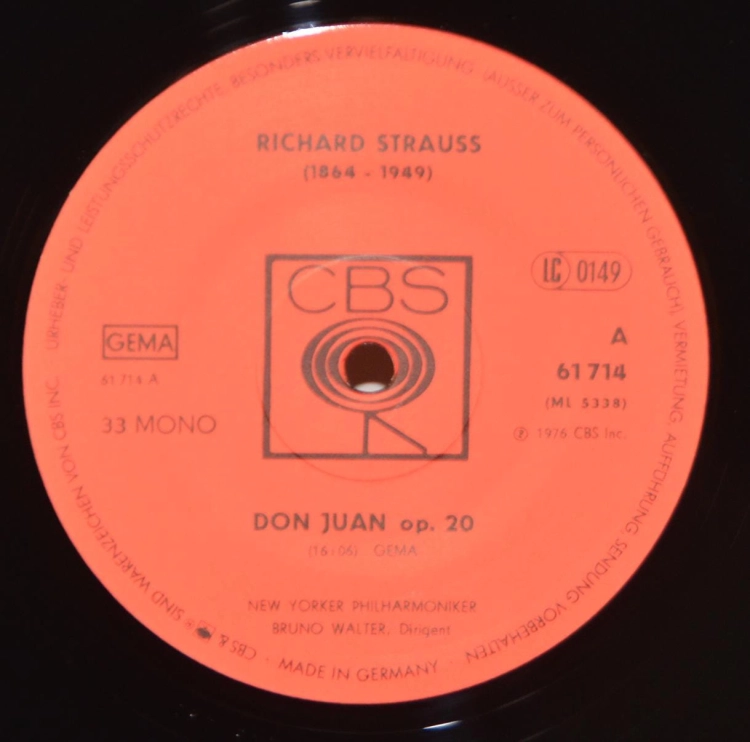 RICHARD STRAUSS
(1864 - 1949)
CBS
LC 0149
GEMA
61 714 A
33 MONO
A
61 714
(ML 5338)
℗ 1976 CBS Inc.
DON JUAN op. 20
(16:06) GEMA
NEW YORKER PHILHARMONIKER
BRUNO WALTER, Dirigent
URHEBER- UND LEISTUNGSSCHUTZRECHTE, BESONDERS VERVIELFÄLTIGUNG (AUSSER ZUM PERSÖNLICHEN GEBRAUCH), VERMIETUNG, AUFFÜHRUNG, SENDUNG VORBEHALTEN
CBS & SIND WARENZEICHEN VON CBS INC.
· MADE IN GERMANY ·